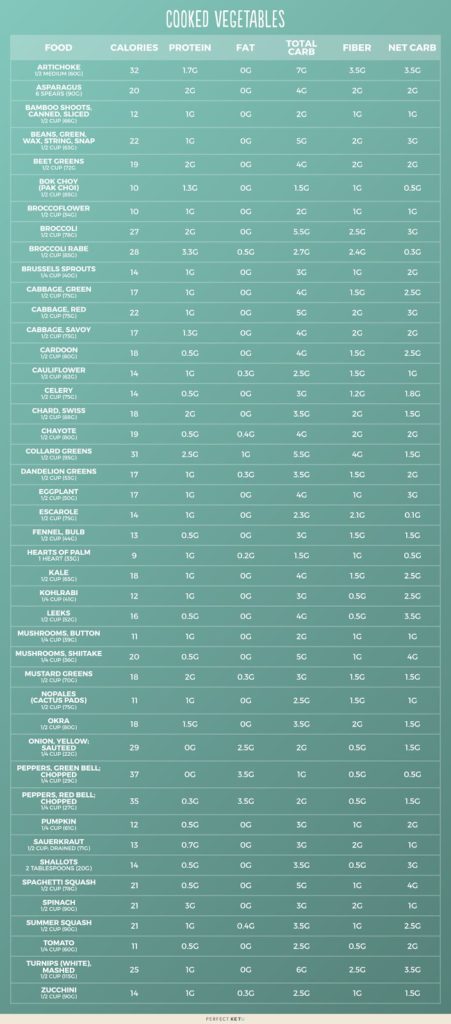 COOKED VEGETABLES
FOOD CALORIES PROTEIN FAT TOTAL CARB FIBER NET CARB
ARTICHOKE 32 1.7G 0G 7G 3.5G 3.5G
1/2 MEDIUM (60G)
ASPARAGUS 20 2G 0G 4G 2G 2G
6 SPEARS (90G)
BAMBOO SHOOTS,
CANNED, SLICED 12 1G 0G 2G 1G 1G
1/2 CUP (66G)
BEANS, GREEN,
WAX, STRING, SNAP 22 1G 0G 5G 2G 3G
1/2 CUP (63G)
BEET GREENS 19 2G 0G 4G 2G 2G
1/2 CUP (72G
BOK CHOY
(PAK CHOI) 10 1.3G 0G 1.5G 1G 0.5G
1/2 CUP (85G)
BROCCOFLOWER 10 1G 0G 2G 1G 1G
1/2 CUP (34G)
BROCCOLI 27 2G 0G 5.5G 2.5G 3G
1/2 CUP (78G)
BROCCOLI RABE 28 3.3G 0.5G 2.7G 2.4G 0.3G
1/2 CUP (85G)
BRUSSELS SPROUTS 14 1G 0G 3G 1G 2G
1/4 CUP (40G)
CABBAGE, GREEN 17 1G 0G 4G 1.5G 2.5G
1/2 CUP (75G)
CABBAGE, RED 22 1G 0G 5G 2G 3G
1/2 CUP (75G)
CABBAGE, SAVOY 17 1.3G 0G 4G 2G 2G
1/2 CUP (73G)
CARDOON 18 0.5G 0G 4G 1.5G 2.5G
1/2 CUP (80G)
CAULIFLOWER 14 1G 0.3G 2.5G 1.5G 1G
1/2 CUP (62G)
CELERY 14 0.5G 0G 3G 1.2G 1.8G
1/2 CUP (75G)
CHARD, SWISS 18 2G 0G 3.5G 2G 1.5G
1/2 CUP (88G)
CHAYOTE 19 0.5G 0.4G 4G 2G 2G
1/2 CUP (80G)
COLLARD GREENS 31 2.5G 1G 5.5G 4G 1.5G
1/2 CUP (95G)
DANDELION GREENS 17 1G 0.3G 3.5G 1.5G 2G
1/2 CUP (53G)
EGGPLANT 17 1G 0G 4G 1G 3G
1/2 CUP (50G)
ESCAROLE 14 1G 0G 2.3G 2.1G 0.1G
1/2 CUP (75G)
FENNEL, BULB 13 0.5G 0G 3G 1.5G 1.5G
1/2 CUP (44G)
HEARTS OF PALM 9 1G 0.2G 1.5G 1G 0.5G
1 HEART (33G)
KALE 18 1G 0G 4G 1.5G 2.5G
1/2 CUP (65G)
KOHLRABI 12 1G 0G 3G 0.5G 2.5G
1/4 CUP (41G)
LEEKS 16 0.5G 0G 4G 0.5G 3.5G
1/2 CUP (52G)
MUSHROOMS, BUTTON 11 1G 0G 2G 1G 1G
1/4 CUP (39G)
MUSHROOMS, SHIITAKE 20 0.5G 0G 5G 1G 4G
1/4 CUP (36G)
MUSTARD GREENS 18 2G 0.3G 3G 1.5G 1.5G
1/2 CUP (70G)
NOPALES
(CACTUS PADS) 11 1G 0G 2.5G 1.5G 1G
1/2 CUP (75G)
OKRA 18 1.5G 0G 3.5G 2G 1.5G
1/2 CUP (80G)
ONION, YELLOW;
SAUTEED 29 0G 2.5G 2G 0.5G 1.5G
1/4 CUP (22G)
PEPPERS, GREEN BELL;
CHOPPED 37 0G 3.5G 1G 0.5G 0.5G
1/4 CUP (29G)
PEPPERS, RED BELL;
CHOPPED 35 0.3G 3.5G 2G 0.5G 1.5G
1/4 CUP (27G)
PUMPKIN 12 0.5G 0G 3G 1G 2G
1/4 CUP (61G)
SAUERKRAUT 13 0.7G 0G 3G 2G 1G
1/2 CUP, DRAINED (71G)
SHALLOTS 14 0.5G 0G 3.5G 0.5G 3G
2 TABLESPOONS (20G)
SPAGHETTI SQUASH 21 0.5G 0G 5G 1G 4G
1/2 CUP (78G)
SPINACH 21 3G 0G 3G 2G 1G
1/2 CUP (90G)
SUMMER SQUASH 21 1G 0.4G 3.5G 1G 2.5G
1/2 CUP (90G)
TOMATO 11 0.5G 0G 2.5G 0.5G 2G
1/4 CUP (60G)
TURNIPS (WHITE),
MASHED 25 1G 0G 6G 2.5G 3.5G
1/2 CUP (115G)
ZUCCHINI 14 1G 0.3G 2.5G 1G 1.5G
1/2 CUP (90G)
PERFECT KETO